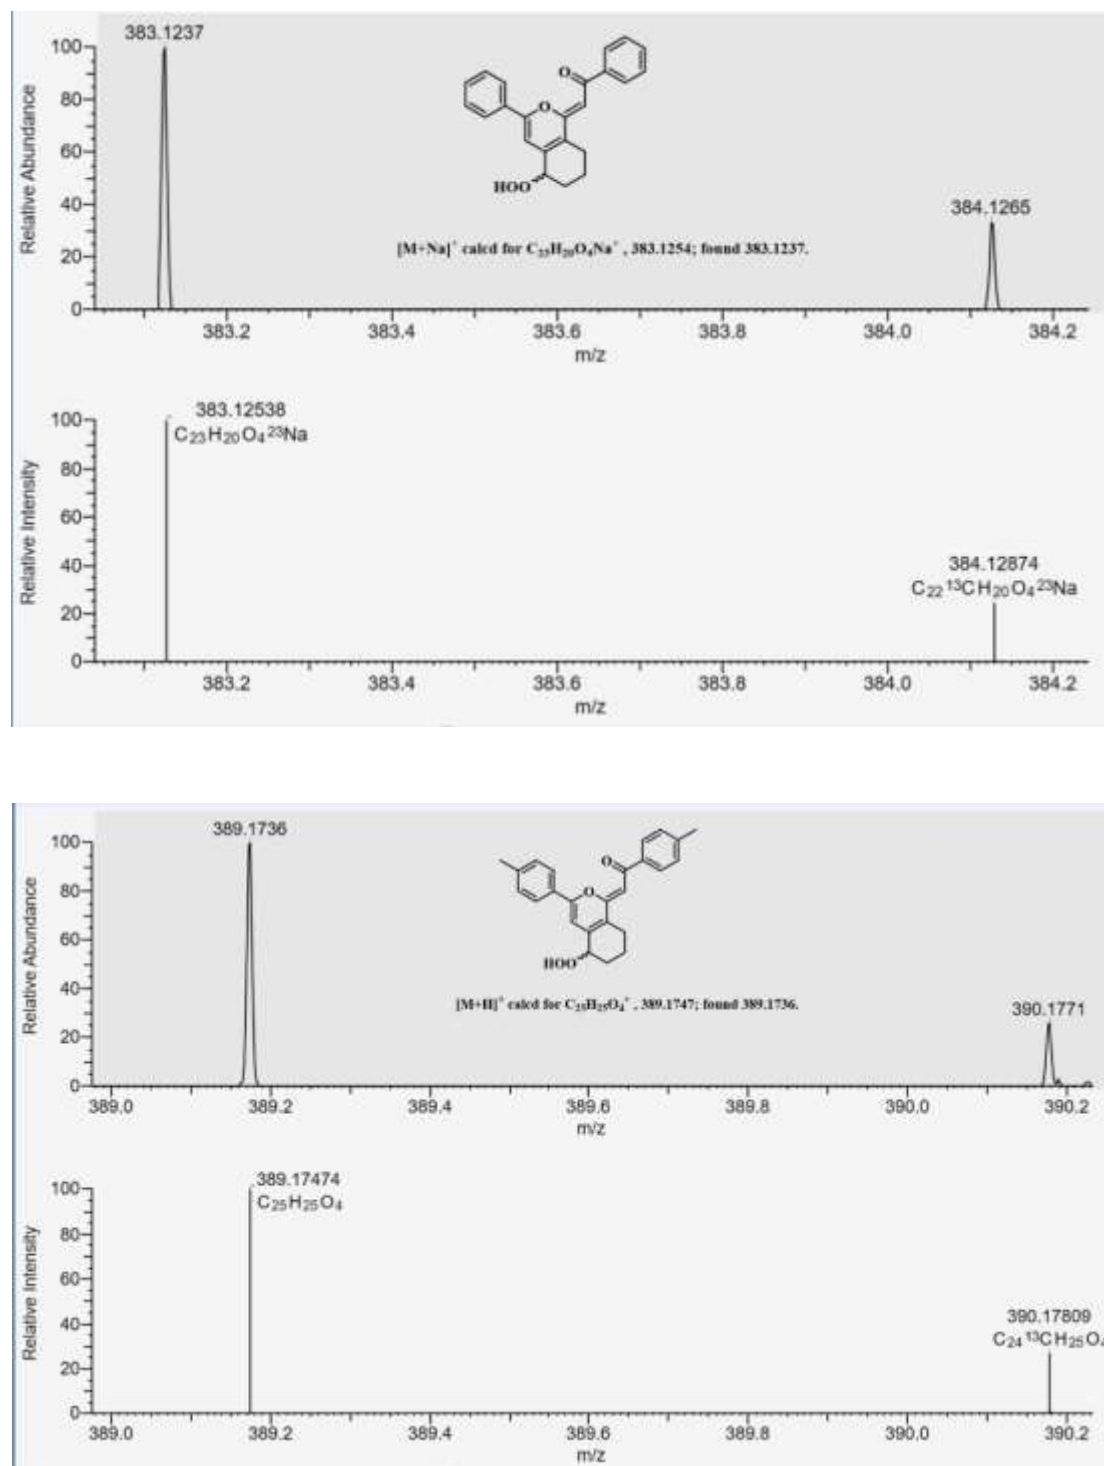 383.1237
100
80
60
40
20
0
Relative Abundance
O
O
HOO
384.1265
[M+Na]⁺ calcd for C₂₃H₂₀O₄Na⁺ , 383.1254; found 383.1237.
383.2 383.4 383.6 383.8 384.0 384.2
m/z
383.12538
C₂₃H₂₀O₄²³Na
100
80
60
40
20
0
Relative Intensity
384.12874
C₂₂¹³CH₂₀O₄²³Na
383.2 383.4 383.6 383.8 384.0 384.2
m/z
389.1736
100
80
60
40
20
0
Relative Abundance
O
O
HOO
[M+H]⁺ calcd for C₂₅H₂₅O₄⁺ , 389.1747; found 389.1736.
390.1771
389.0 389.2 389.4 389.6 389.8 390.0 390.2
m/z
389.17474
C₂₅H₂₅O₄
100
80
60
40
20
0
Relative Intensity
390.17809
C₂₄¹³CH₂₅O₄
389.0 389.2 389.4 389.6 389.8 390.0 390.2
m/z